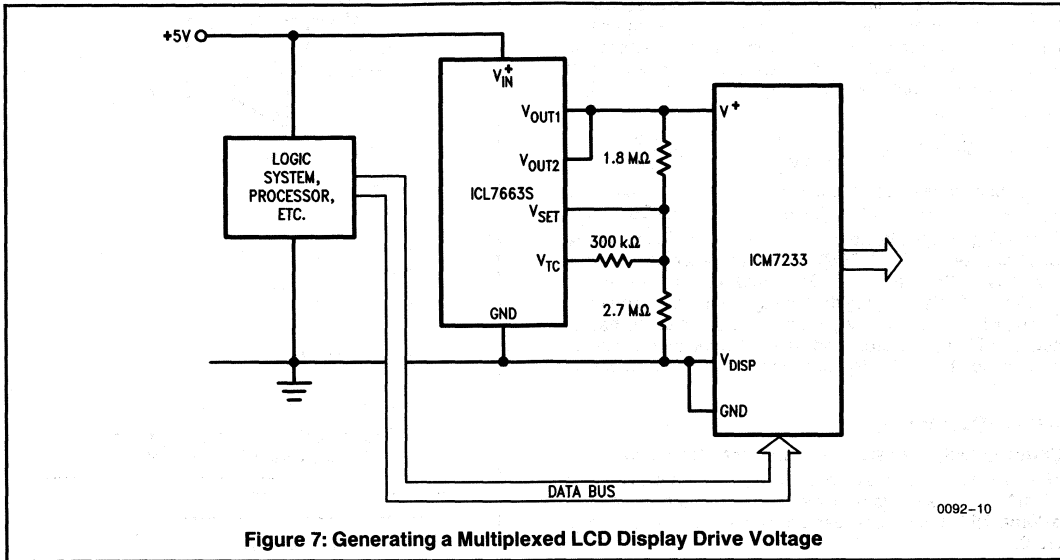 +5V
V+IN
VOUT1
VOUT2
ICL7663S
VSET
VTC
GND
LOGIC
SYSTEM,
PROCESSOR,
ETC.
1.8 MΩ
300 kΩ
2.7 MΩ
V+
ICM7233
VDISP
GND
DATA BUS
0092–10
Figure 7: Generating a Multiplexed LCD Display Drive Voltage